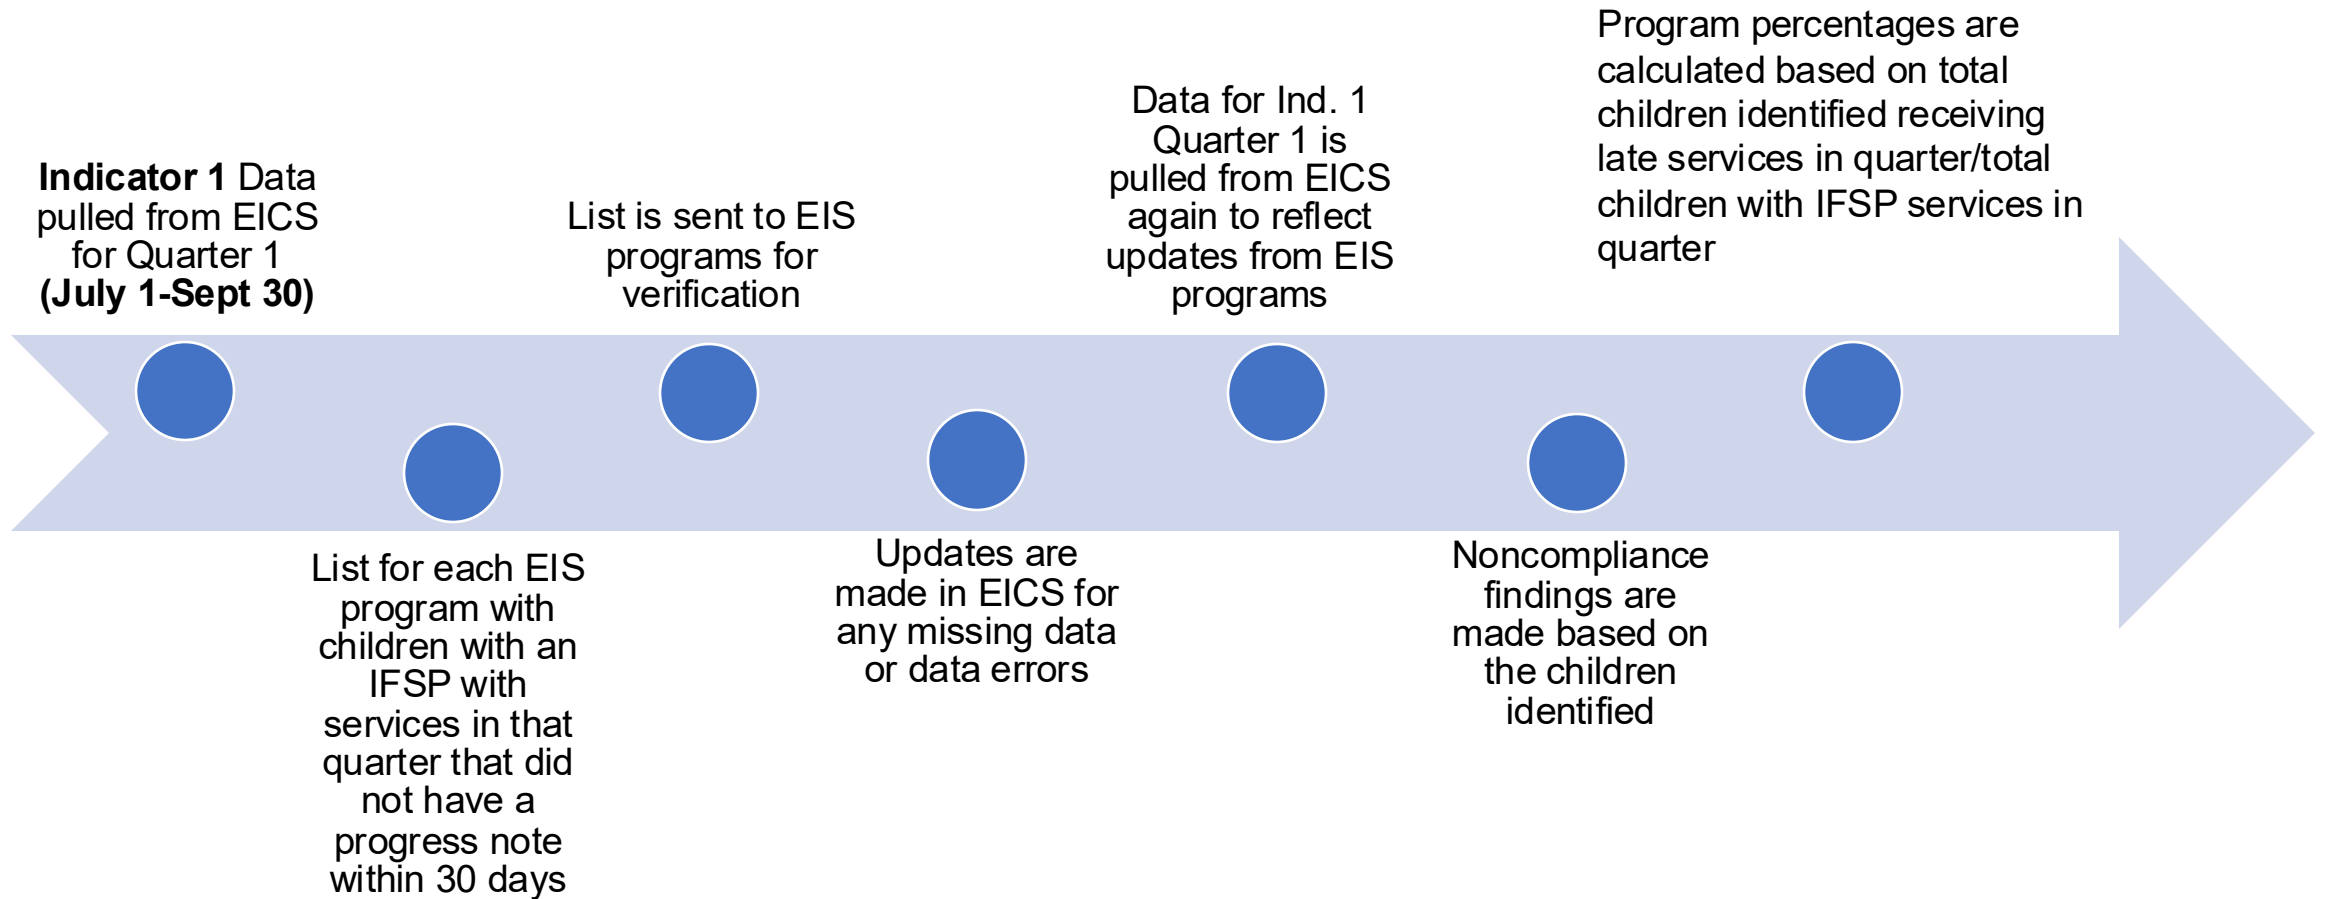 Indicator 1 Data
pulled from EICS
for Quarter 1
(July 1-Sept 30)
List for each EIS
program with
children with an
IFSP with
services in that
quarter that did
not have a
progress note
within 30 days
List is sent to EIS
programs for
verification
Updates are
made in EICS for
any missing data
or data errors
Data for Ind. 1
Quarter 1 is
pulled from EICS
again to reflect
updates from EIS
programs
Noncompliance
findings are
made based on
the children
identified
Program percentages are
calculated based on total
children identified receiving
late services in quarter/total
children with IFSP services in
quarter